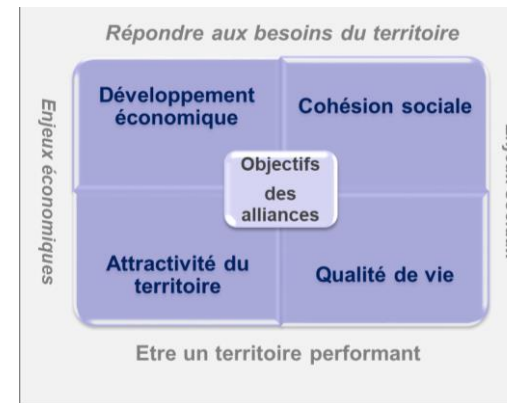 Répondre aux besoins du territoire
Enjeux économiques
Développement
économique
Cohésion sociale
Objectifs
des
alliances
Attractivité du
territoire
Qualité de vie
Etre un territoire performant